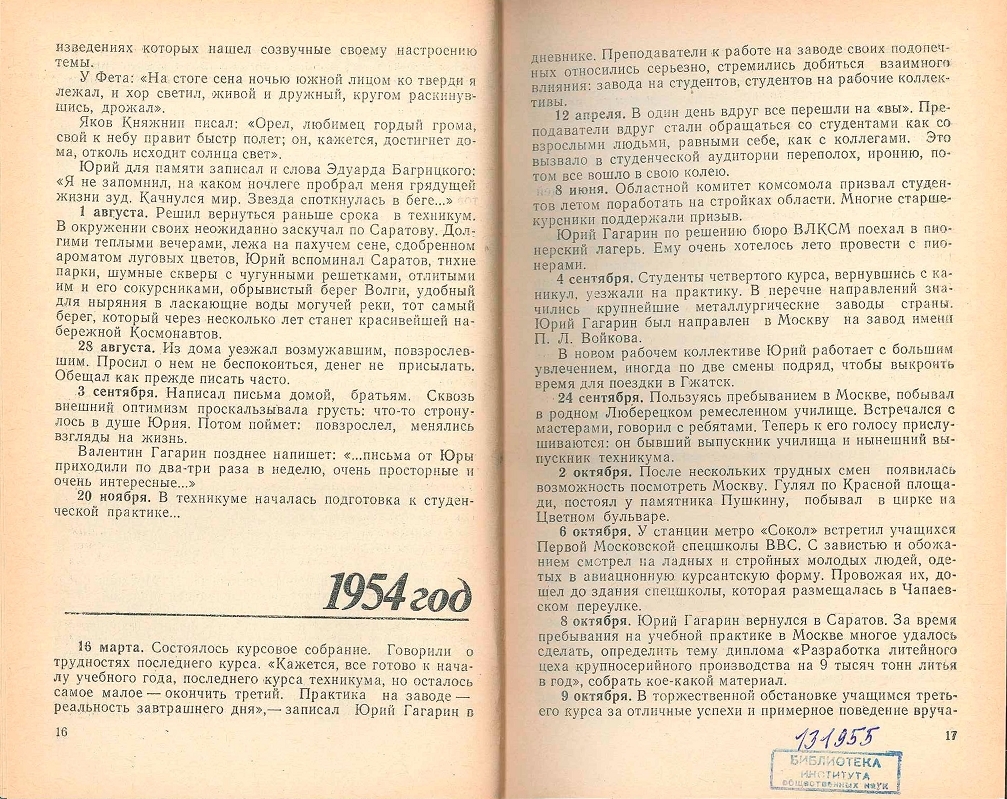 изведениях которых нашел созвучные своему настроению
темы.
У Фета: «На стоге сена ночью южной лицом ко тверди я
лежал, и хор светил, живой и дружный, кругом раскинув-
шись, дрожал».
Яков Княжнин писал: «Орел, любимец гордый грома,
свой к небу правит быстр полет; он, кажется, достигнет до-
ма, отколь исходит солнца свет».
Юрий для памяти записал и слова Эдуарда Багрицкого:
«Я не запомнил, на каком ночлеге пробрал меня грядущей
жизни зуд. Качнулся мир. Звезда споткнулась в беге...»
1 августа. Решил вернуться раньше срока в техникум.
В окружении своих неожиданно заскучал по Саратову. Дол-
гими теплыми вечерами, лежа на пахучем сене, сдобренном
ароматом луговых цветов, Юрий вспоминал Саратов, тихие
парки, шумные скверы с чугунными решетками, отлитыми
им и его сокурсниками, обрывистый берег Волги, удобный
для ныряния в ласкающие воды могучей реки, тот самый
берег, который через несколько лет станет красивейшей на-
бережной Космонавтов.
28 августа. Из дома уезжал возмужавшим, повзрослев-
шим. Просил о нем не беспокоиться, денег не присылать.
Обещал как прежде писать часто.
3 сентября. Написал письма домой, братьям. Сквозь
внешний оптимизм проскальзывала грусть: что-то строну-
лось в душе Юрия. Потом поймет: повзрослел, менялись
взгляды на жизнь.
Валентин Гагарин позднее напишет: «...письма от Юры
приходили по два-три раза в неделю, очень просторные и
очень интересные...»
20 ноября. В техникуме началась подготовка к студен-
ческой практике...
1954 год
16 марта. Состоялось курсовое собрание. Говорили о
трудностях последнего курса. «Кажется, все готово к нача-
лу учебного года, последнего курса техникума, но осталось
самое малое — окончить третий. Практика на заводе —
реальность завтрашнего дня»,— записал Юрий Гагарин в
16
дневнике. Преподаватели к работе на заводе своих подопеч-
ных относились серьезно, стремились добиться взаимного
влияния: завода на студентов, студентов на рабочие коллек-
тивы.
12 апреля. В один день вдруг все перешли на «вы». Пре-
подаватели вдруг стали обращаться со студентами как со
взрослыми людьми, равными себе, как с коллегами. Это
вызвало в студенческой аудитории переполох, иронию, по-
том все вошло в свою колею.
8 июня. Областной комитет комсомола призвал студен-
тов летом поработать на стройках области. Многие старше-
курсники поддержали призыв.
Юрий Гагарин по решению бюро ВЛКСМ поехал в пио-
нерский лагерь. Ему очень хотелось лето провести с пио-
нерами.
4 сентября. Студенты четвертого курса, вернувшись с ка-
никул, уезжали на практику. В перечне направлений зна-
чились крупнейшие металлургические заводы страны.
Юрий Гагарин был направлен в Москву на завод имени
П. Л. Войкова.
В новом рабочем коллективе Юрий работает с большим
увлечением, иногда по две смены подряд, чтобы выкроить
время для поездки в Гжатск.
24 сентября. Пользуясь пребыванием в Москве, побывал
в родном Люберецком ремесленном училище. Встречался с
мастерами, говорил с ребятами. Теперь к его голосу прислу-
шиваются: он бывший выпускник училища и нынешний вы-
пускник техникума.
2 октября. После нескольких трудных смен появилась
возможность посмотреть Москву. Гулял по Красной площа-
ди, постоял у памятника Пушкину, побывал в цирке на
Цветном бульваре.
6 октября. У станции метро «Сокол» встретил учащихся
Первой Московской спецшколы ВВС. С завистью и обожа-
нием смотрел на ладных и стройных молодых людей, оде-
тых в авиационную курсантскую форму. Провожая их, до-
шел до здания спецшколы, которая размещалась в Чапаев-
ском переулке.
8 октября. Юрий Гагарин вернулся в Саратов. За время
пребывания на учебной практике в Москве многое удалось
сделать, определить тему диплома «Разработка литейного
цеха крупносерийного производства на 9 тысяч тонн литья
в год», собрать кое-какой материал.
9 октября. В торжественной обстановке учащимся треть-
его курса за отличные успехи и примерное поведение вруча-
17
131955
БИБЛИОТЕКА
ИНСТИТУТА
ОБЩЕСТВЕННЫХ НАУК